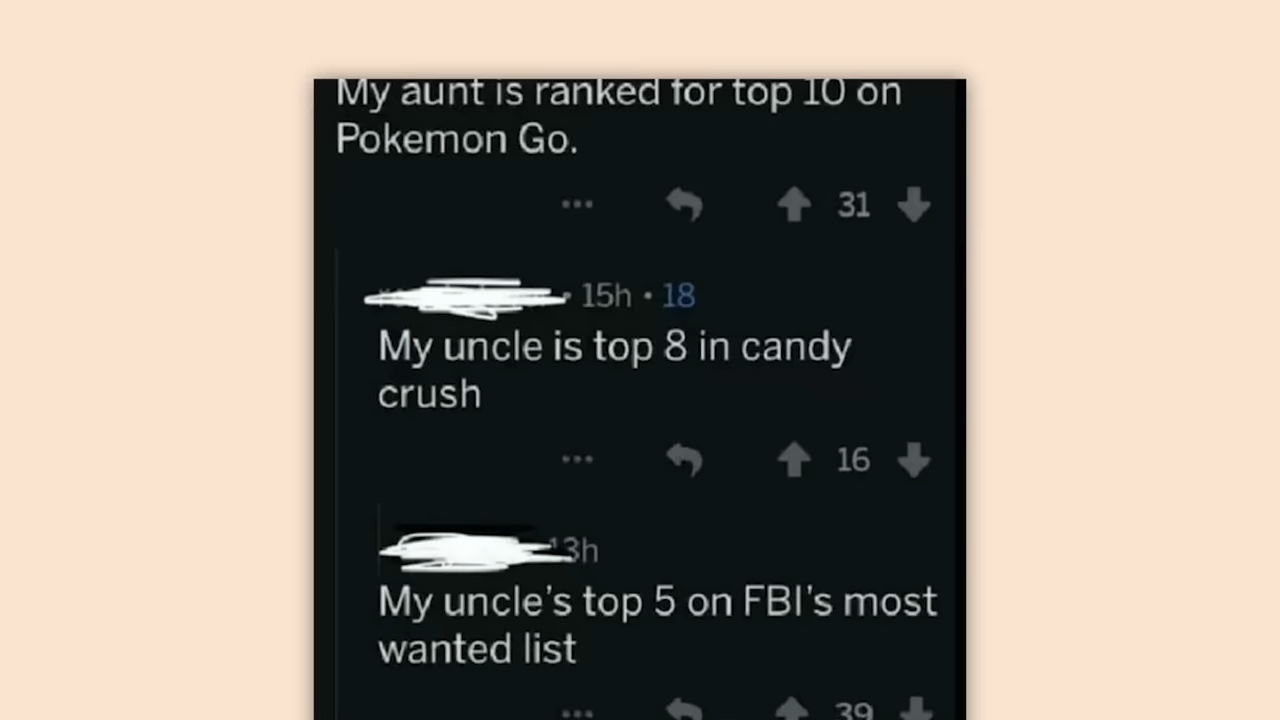 My aunt is ranked for top 10 on
Pokemon Go.
... 31
15h • 18
My uncle is top 8 in candy
crush
... 16
13h
My uncle's top 5 on FBI's most
wanted list
... 39